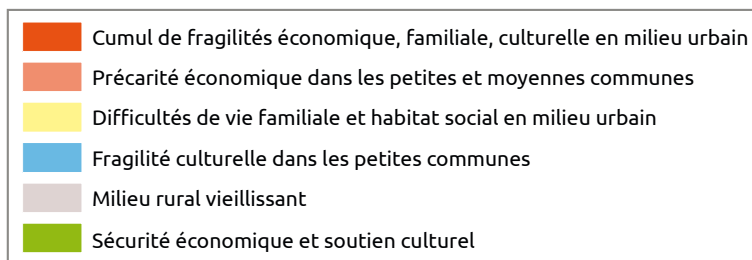 Cumul de fragilités économique, familiale, culturelle en milieu urbain
Précarité économique dans les petites et moyennes communes
Difficultés de vie familiale et habitat social en milieu urbain
Fragilité culturelle dans les petites communes
Milieu rural vieillissant
Sécurité économique et soutien culturel